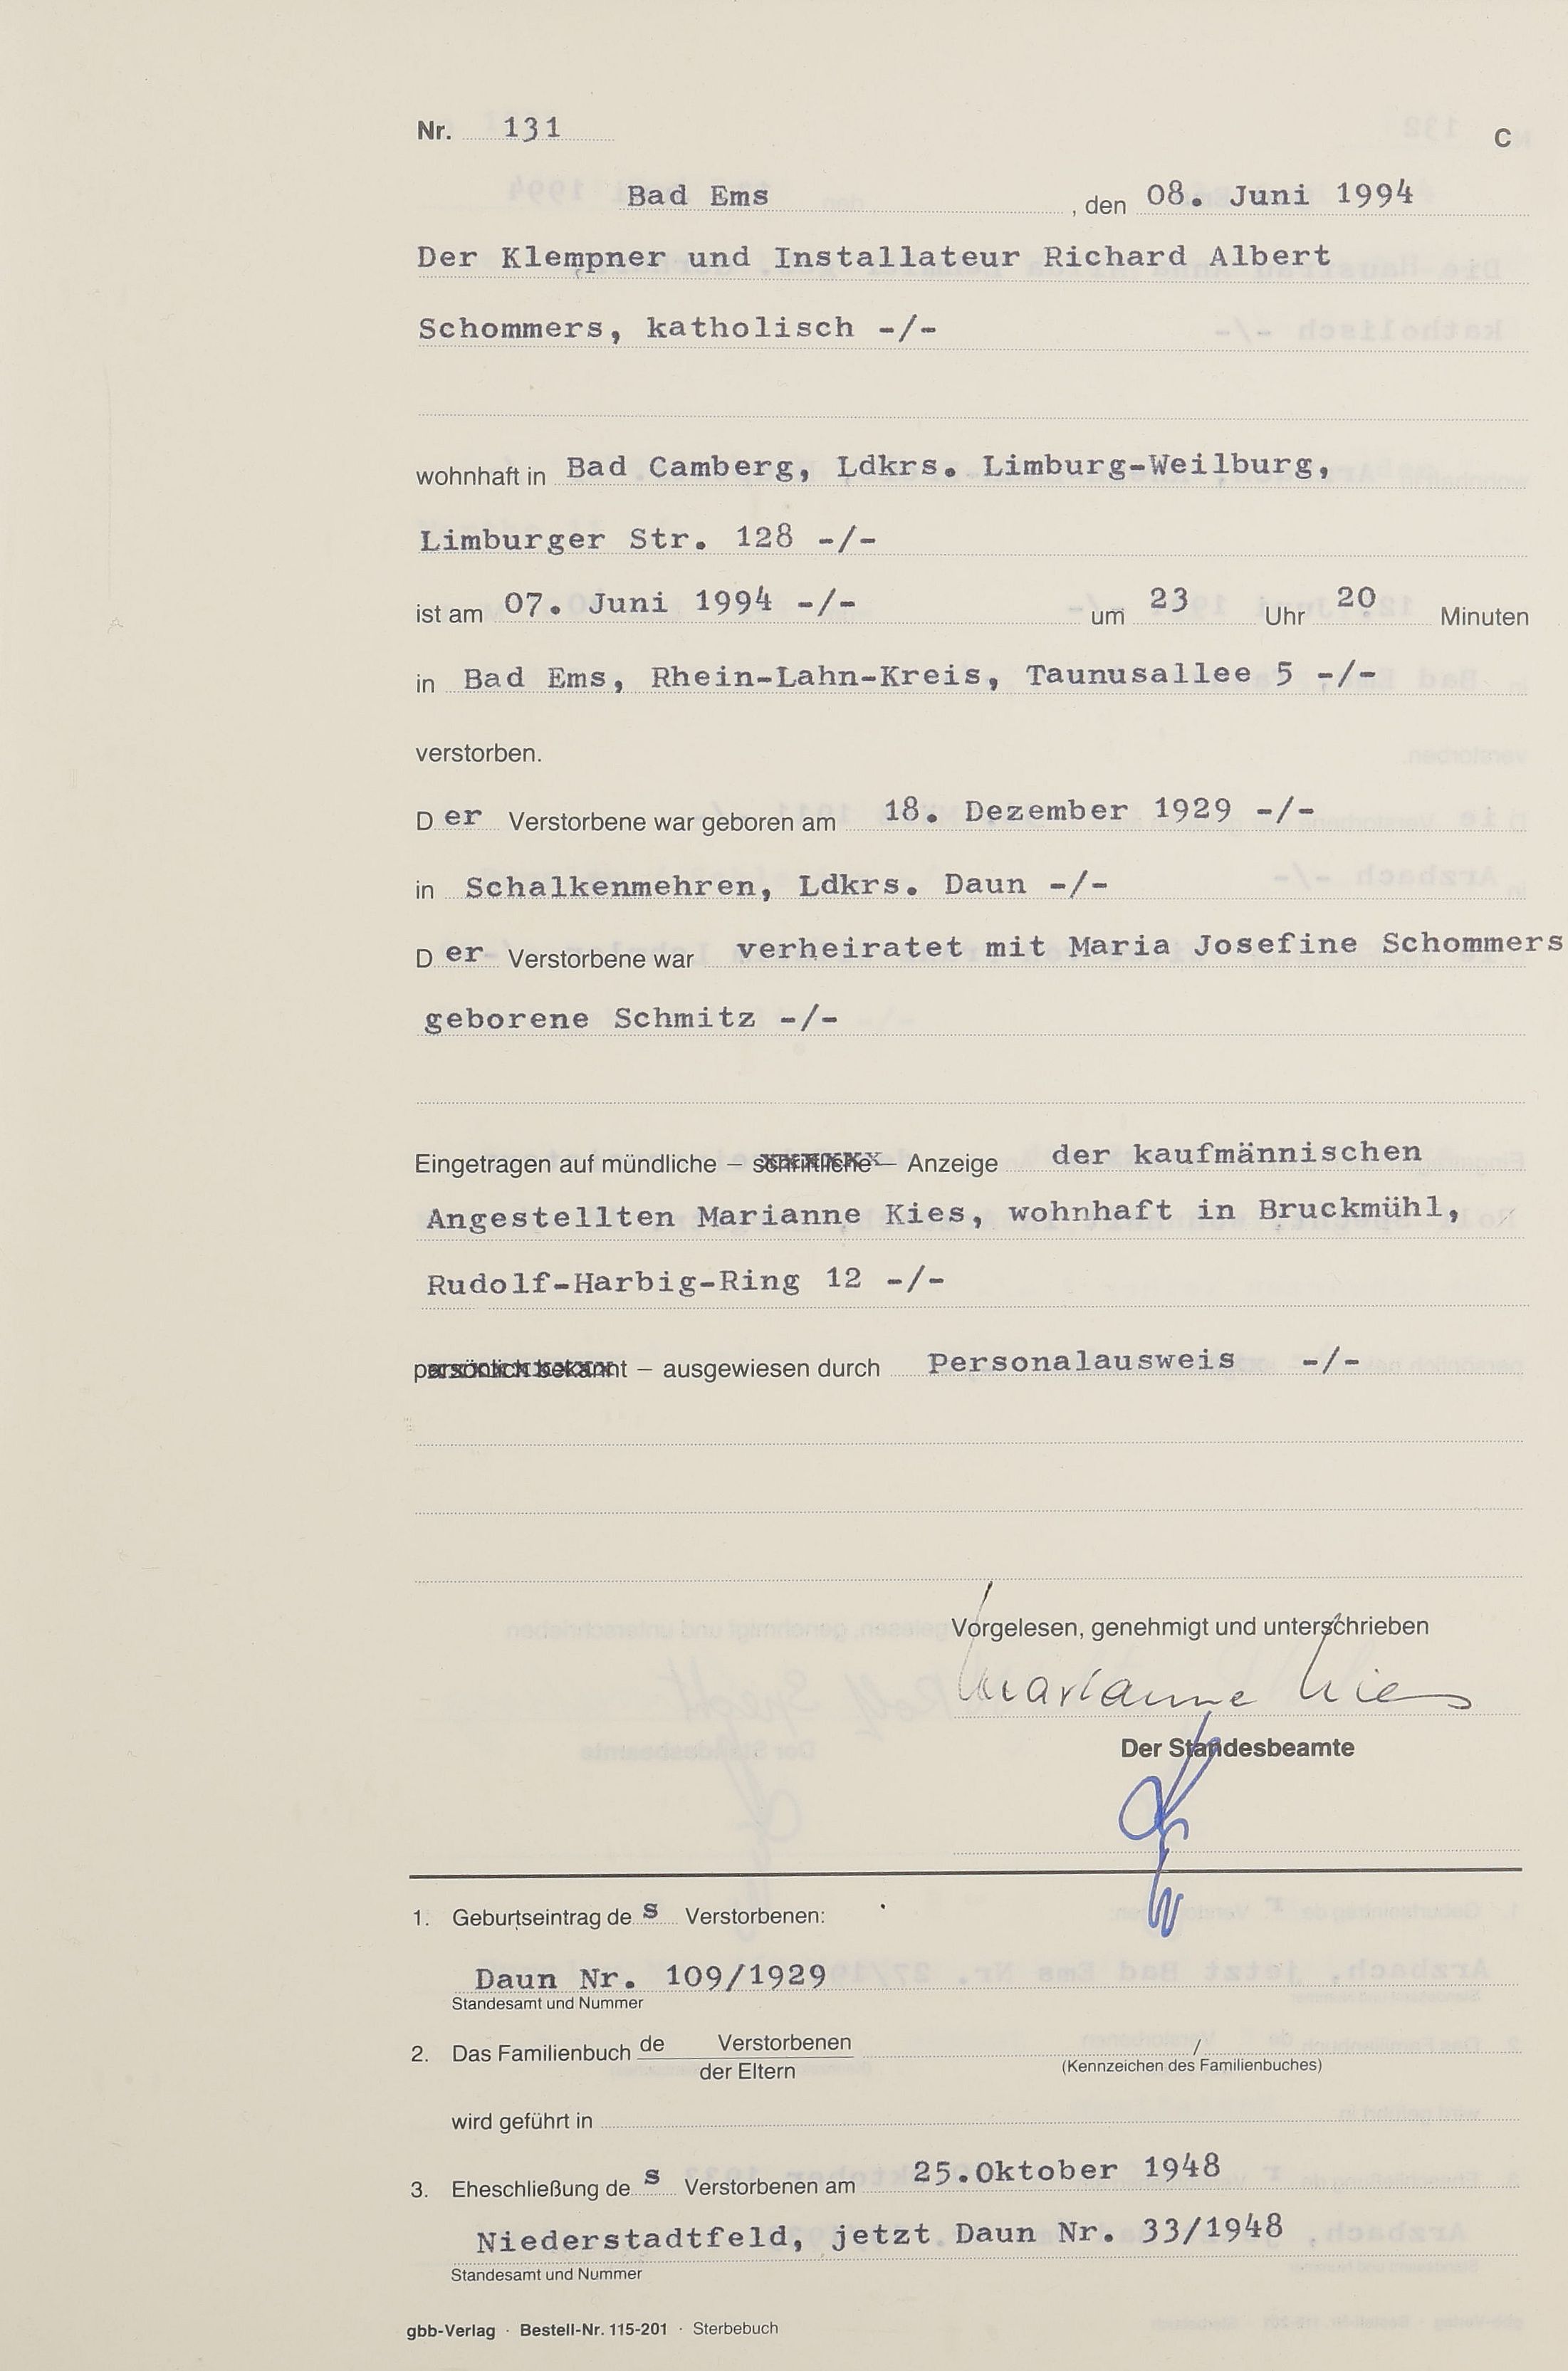 Nr. 131
C
Bad Ems , den 08. Juni 1994
Der Klempner und Installateur Richard Albert
Schommers, katholisch -/-
wohnhaft in Bad Camberg, Ldkrs. Limburg-Weilburg,
Limburger Str. 128 -/-
ist am 07. Juni 1994 -/- um 23 Uhr 20 Minuten
in Bad Ems, Rhein-Lahn-Kreis, Taunusallee 5 -/-
verstorben.
D er Verstorbene war geboren am 18. Dezember 1929 -/-
in Schalkenmehren, Ldkrs. Daun -/-
D er Verstorbene war verheiratet mit Maria Josefine Schommers
geborene Schmitz -/-
Eingetragen auf mündliche – schriftliche – Anzeige der kaufmännischen
Angestellten Marianne Kies, wohnhaft in Bruckmühl,
Rudolf-Harbig-Ring 12 -/-
persönlich bekannt – ausgewiesen durch Personalausweis -/-
Vorgelesen, genehmigt und unterschrieben
Marianne Kies
Der Standesbeamte
1. Geburtseintrag de s Verstorbenen:
Daun Nr. 109/1929
Standesamt und Nummer
2. Das Familienbuch de Verstorbenen /
der Eltern (Kennzeichen des Familienbuches)
wird geführt in
3. Eheschließung de s Verstorbenen am 25.Oktober 1948
Niederstadtfeld, jetzt Daun Nr. 33/1948
Standesamt und Nummer
gbb-Verlag · Bestell-Nr. 115-201 · Sterbebuch